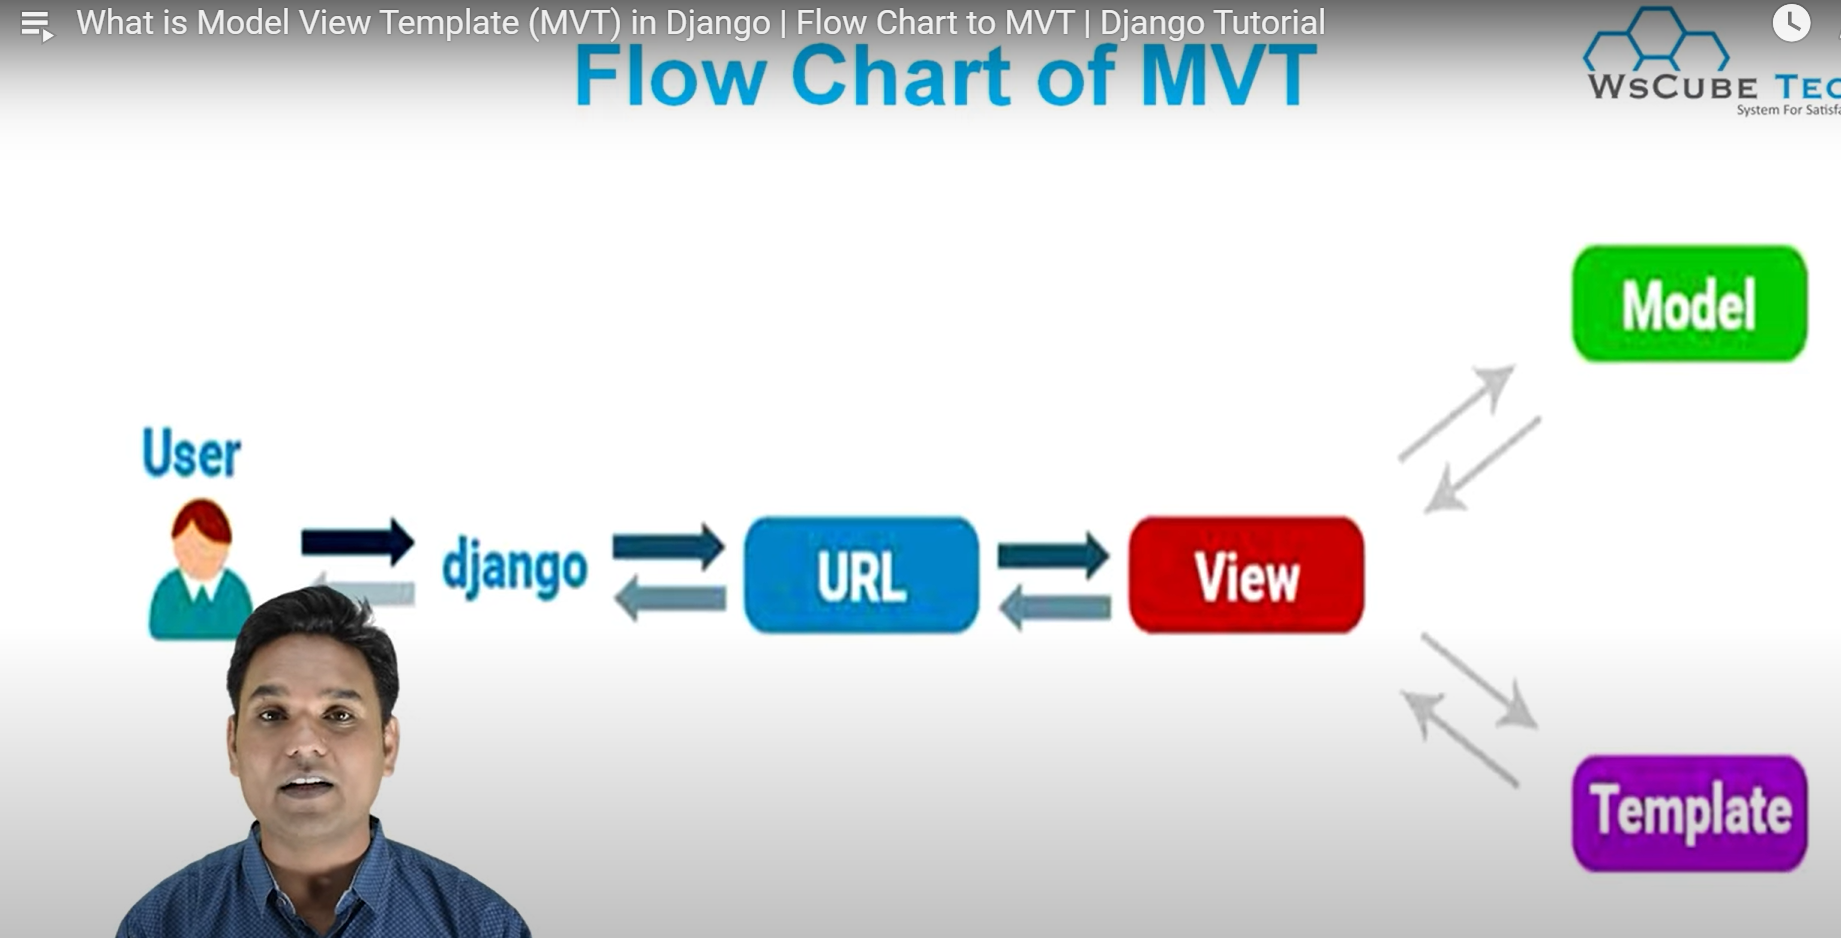 What is Model View Template (MVT) in Django | Flow Chart to MVT | Django Tutorial
Flow Chart of MVT
WsCube Tec
System For Satisfa
Model
User
django
URL
View
Template